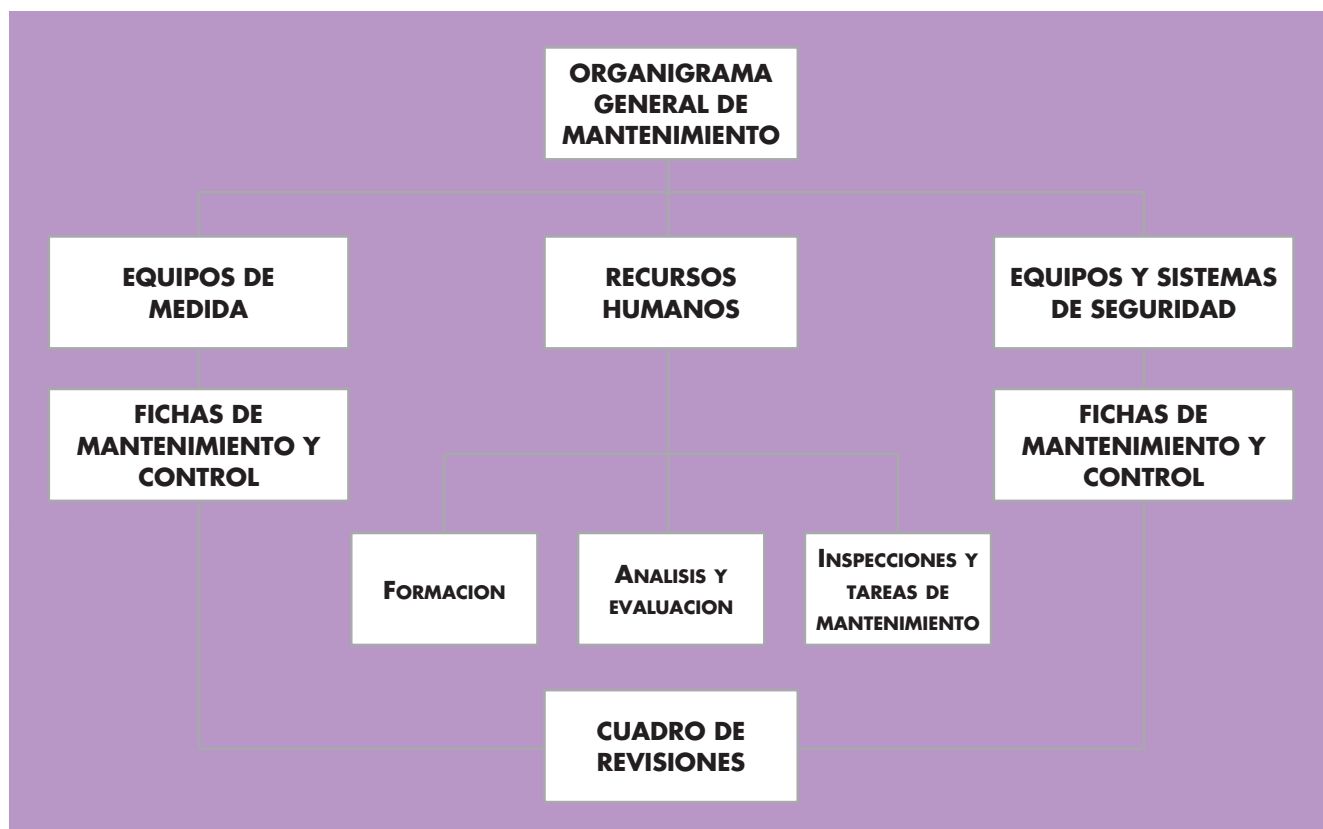 ORGANIGRAMA
GENERAL DE
MANTENIMIENTO
EQUIPOS DE
MEDIDA
RECURSOS
HUMANOS
EQUIPOS Y SISTEMAS
DE SEGURIDAD
FICHAS DE
MANTENIMIENTO Y
CONTROL
FICHAS DE
MANTENIMIENTO Y
CONTROL
FORMACION
ANALISIS Y
EVALUACION
INSPECCIONES Y
TAREAS DE
MANTENIMIENTO
CUADRO DE
REVISIONES